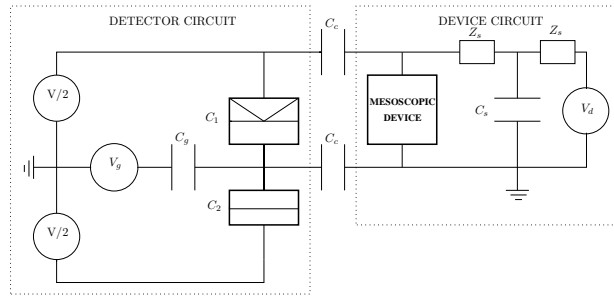 DETECTOR CIRCUIT
DEVICE CIRCUIT
C_c
Z_s
Z_s
V/2
C_1
MESOSCOPIC
DEVICE
C_s
V_d
C_g
V_g
C_c
C_2
V/2